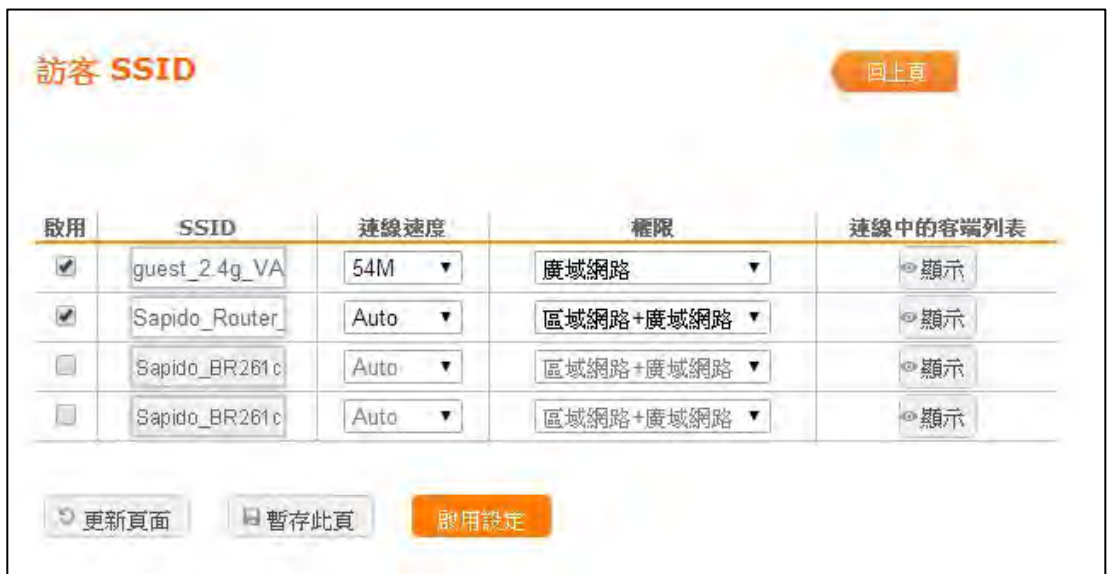 訪客 SSID
回上頁
啟用 SSID 連線速度 權限 連線中的客端列表
guest_2.4g_VA 54M 廣域網路 顯示
Sapido_Router_ Auto 區域網路+廣域網路 顯示
Sapido_BR261c Auto 區域網路+廣域網路 顯示
Sapido_BR261c Auto 區域網路+廣域網路 顯示
更新頁面 暫存此頁 啟用設定